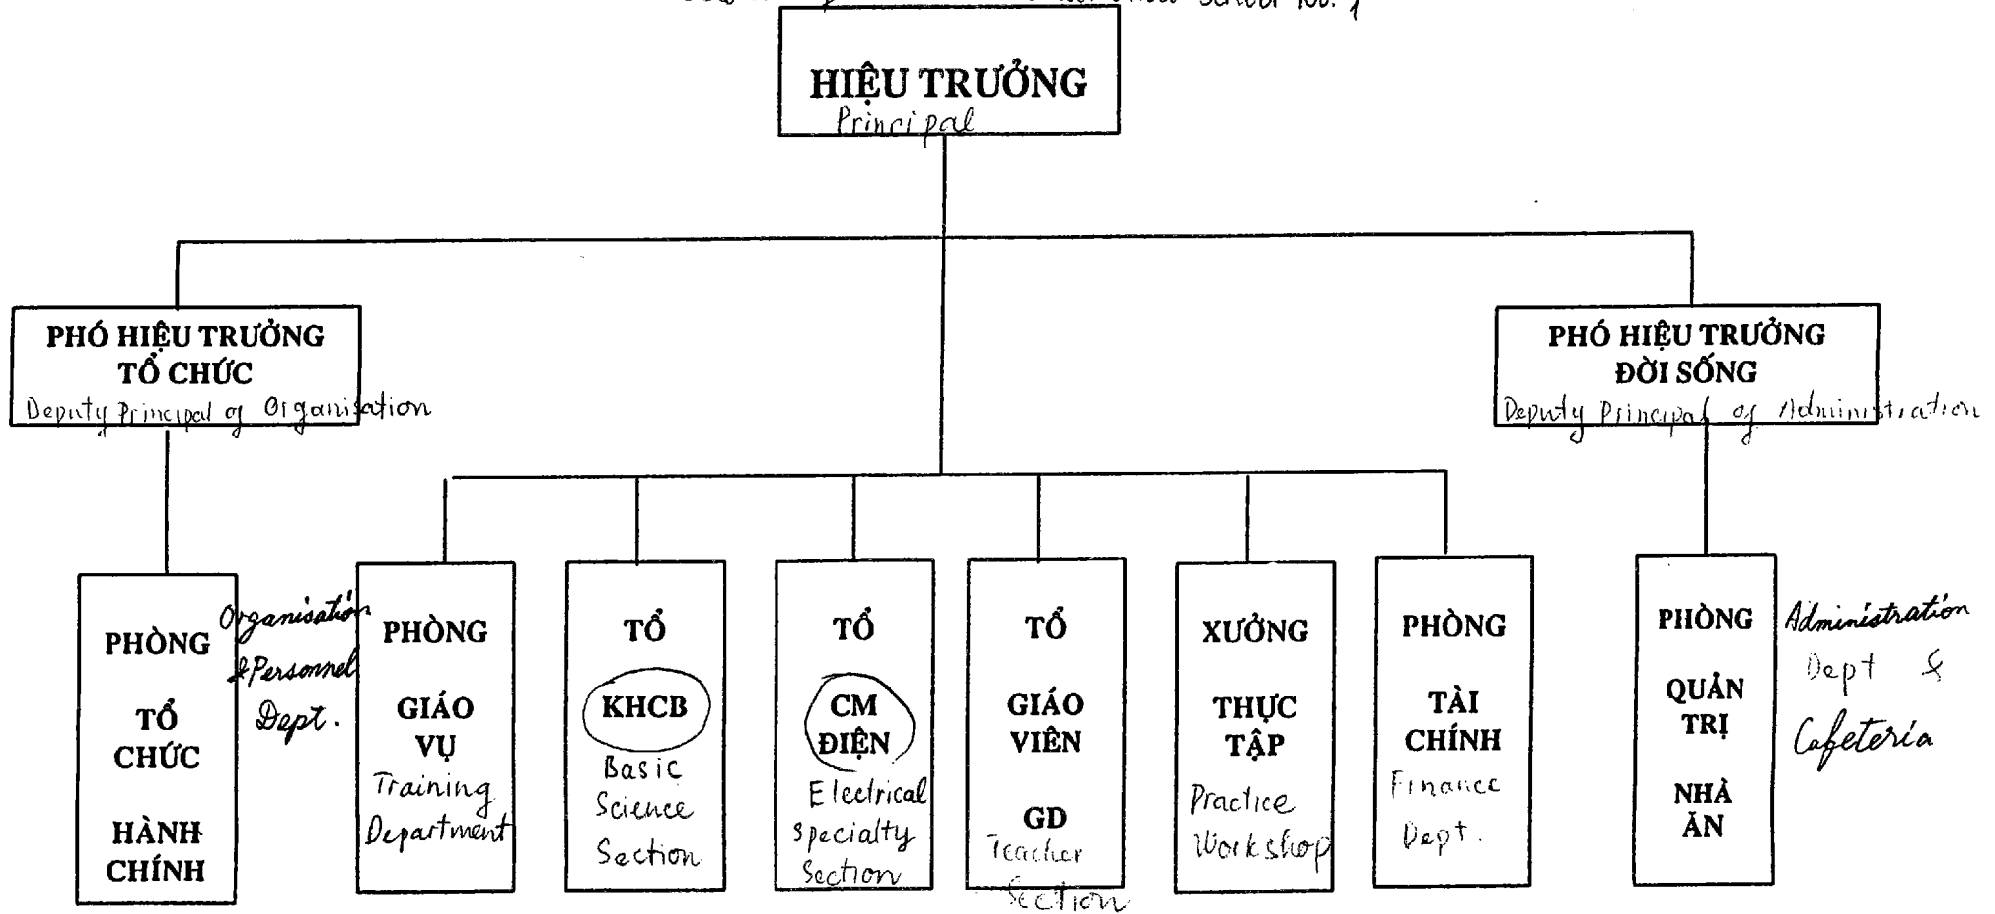 School No. 1
HIỆU TRƯỞNG
Principal
PHÓ HIỆU TRƯỞNG
TỔ CHỨC
Deputy Principal of Organisation
PHÓ HIỆU TRƯỞNG
ĐỜI SỐNG
Deputy Principal of Administration
PHÒNG
TỔ
CHỨC
HÀNH
CHÍNH
Organisation
& Personnel
Dept.
PHÒNG
GIÁO
VỤ
Training
Department
TỔ
KHCB
Basic
Science
Section
TỔ
CM
ĐIỆN
Electrical
Specialty
Section
TỔ
GIÁO
VIÊN
GD
Teacher
Section
XƯỞNG
THỰC
TẬP
Practice
Workshop
PHÒNG
TÀI
CHÍNH
Finance
Dept.
PHÒNG
QUẢN
TRỊ
NHÀ
ĂN
Administration
Dept &
Cafeteria